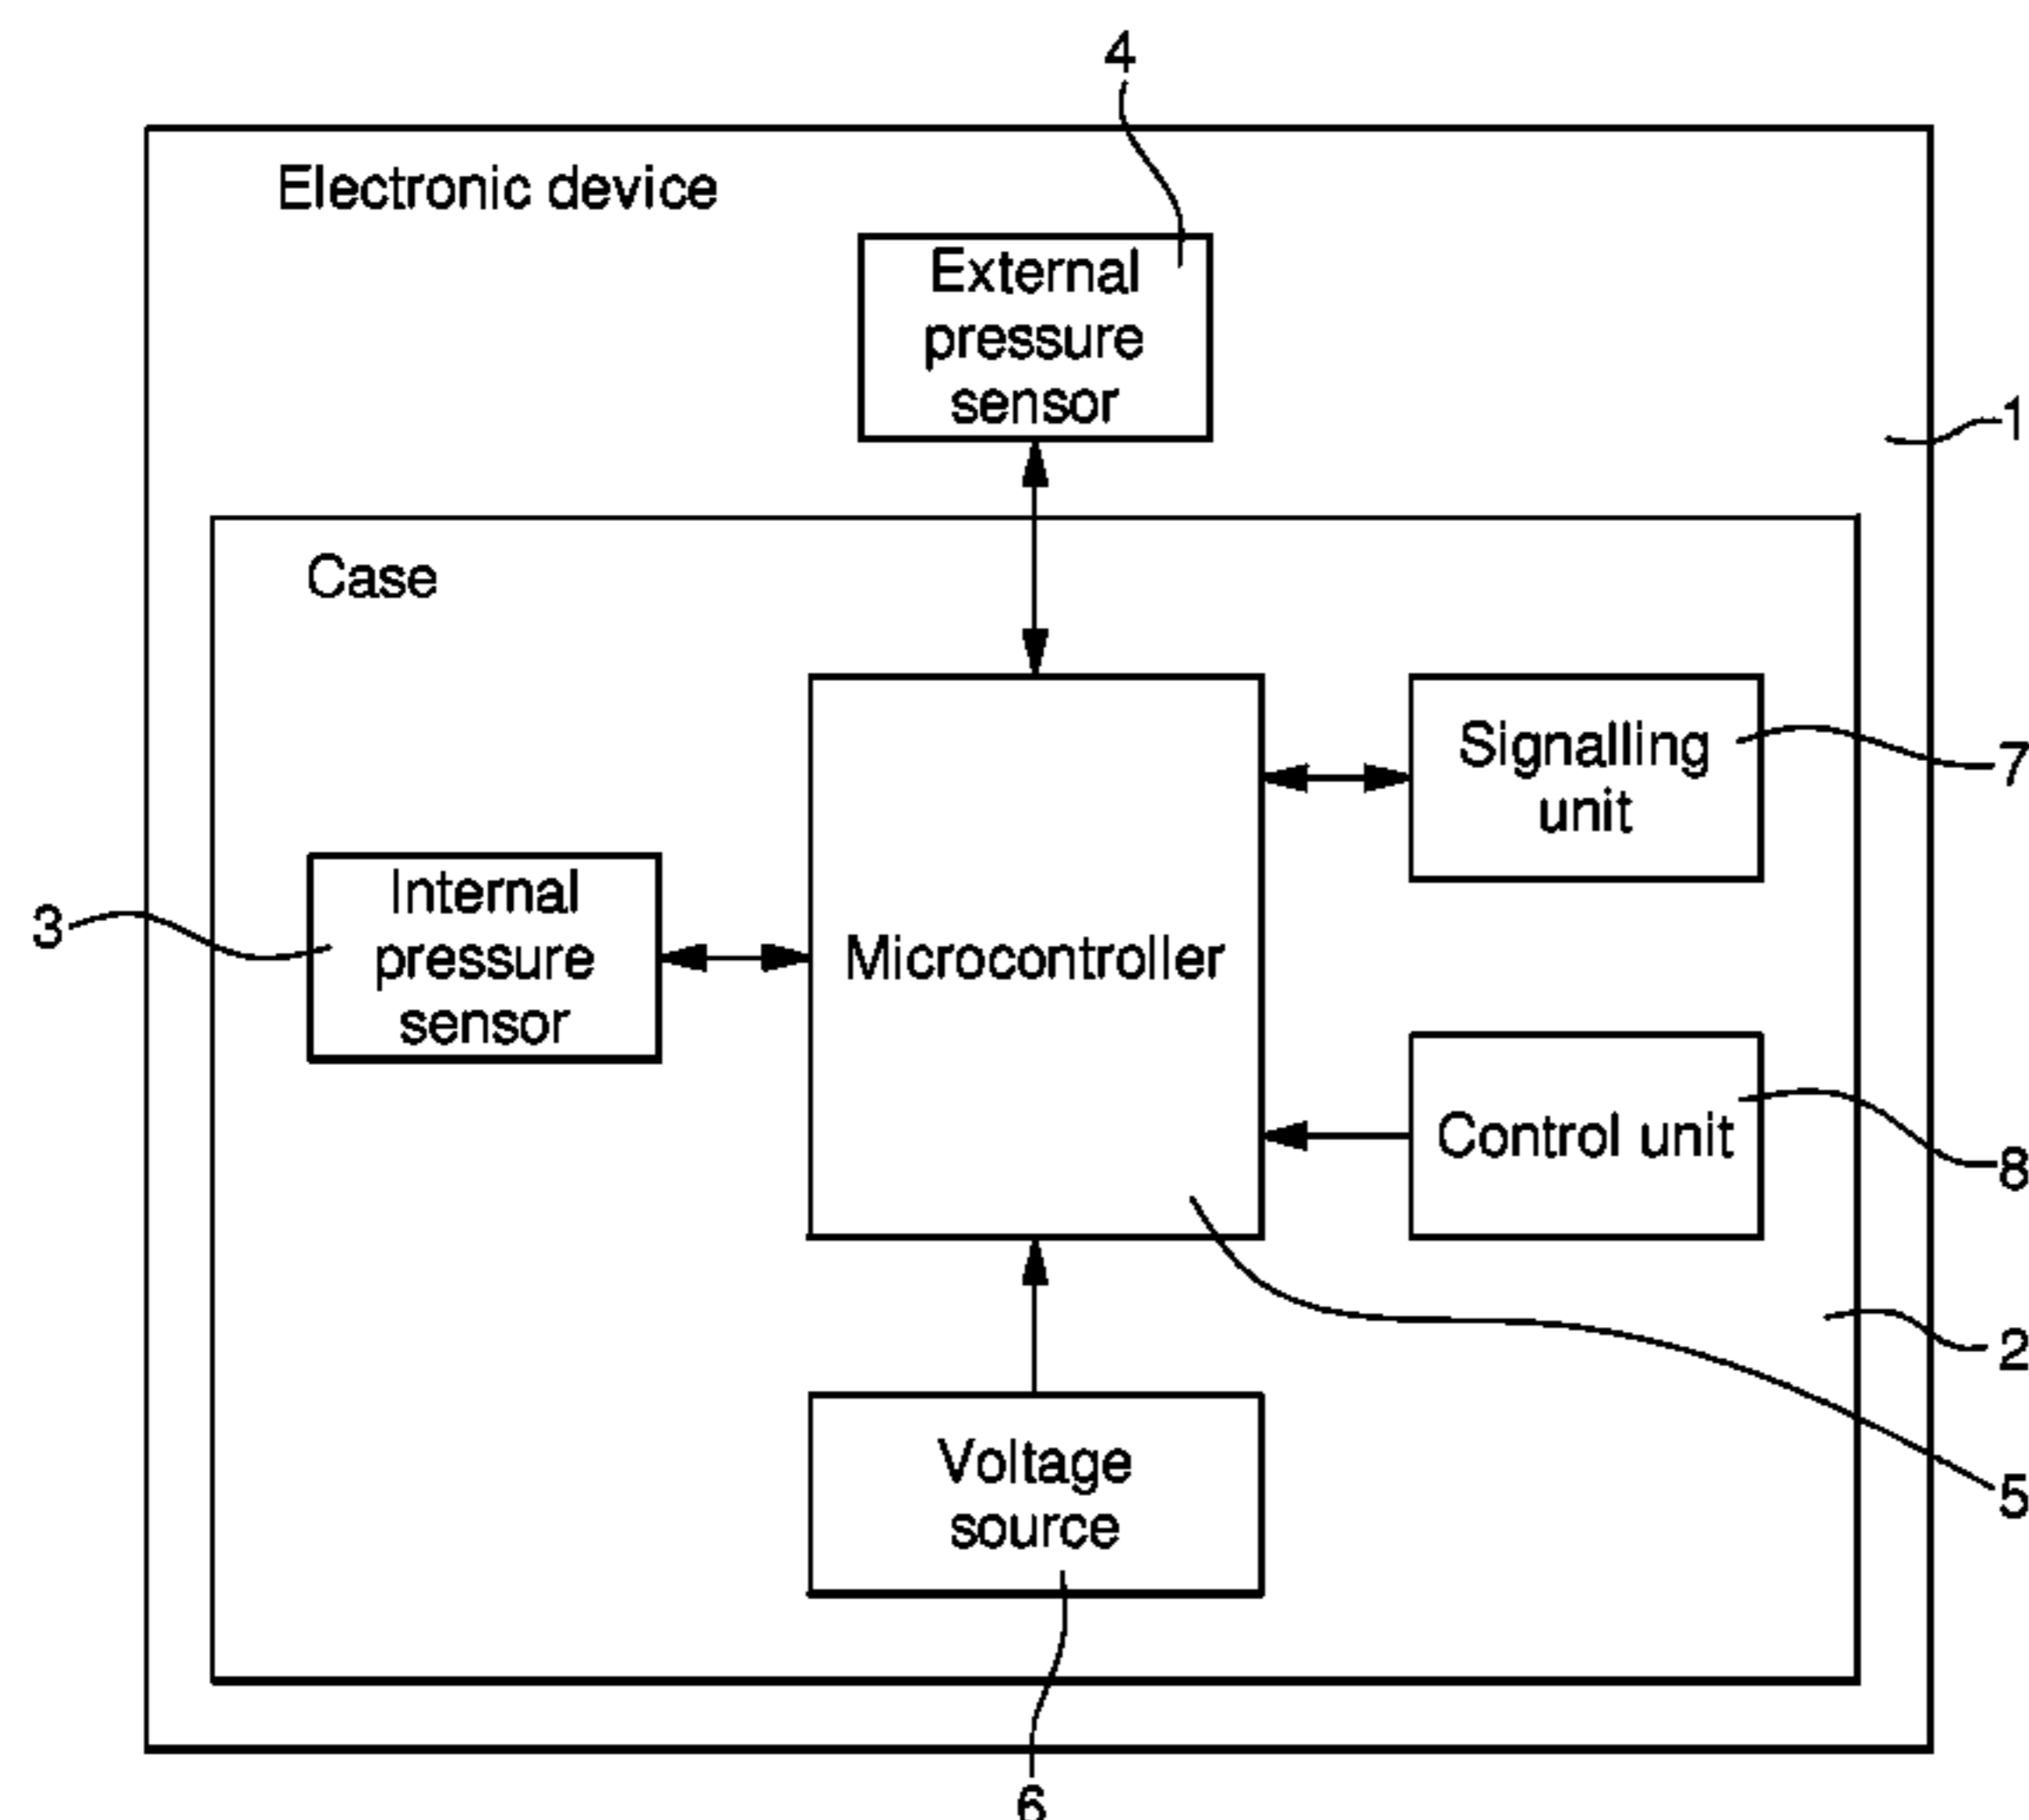 4
Electronic device
External
pressure
sensor
1
Case
Signalling
unit
7
Internal
pressure
sensor
3
Microcontroller
Control unit
8
2
Voltage
source
5
6